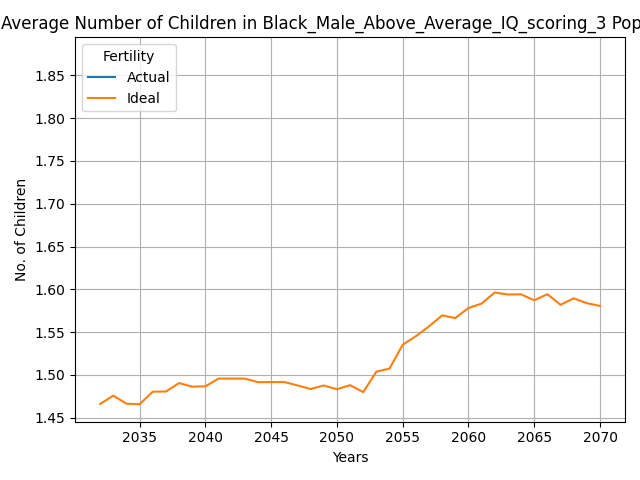 Average Number of Children in Black_Male_Above_Average_IQ_scoring_3 Pop
Fertility
Actual
Ideal
1.85
1.80
1.75
1.70
1.65
1.60
1.55
1.50
1.45
No. of Children
2035 2040 2045 2050 2055 2060 2065 2070
Years